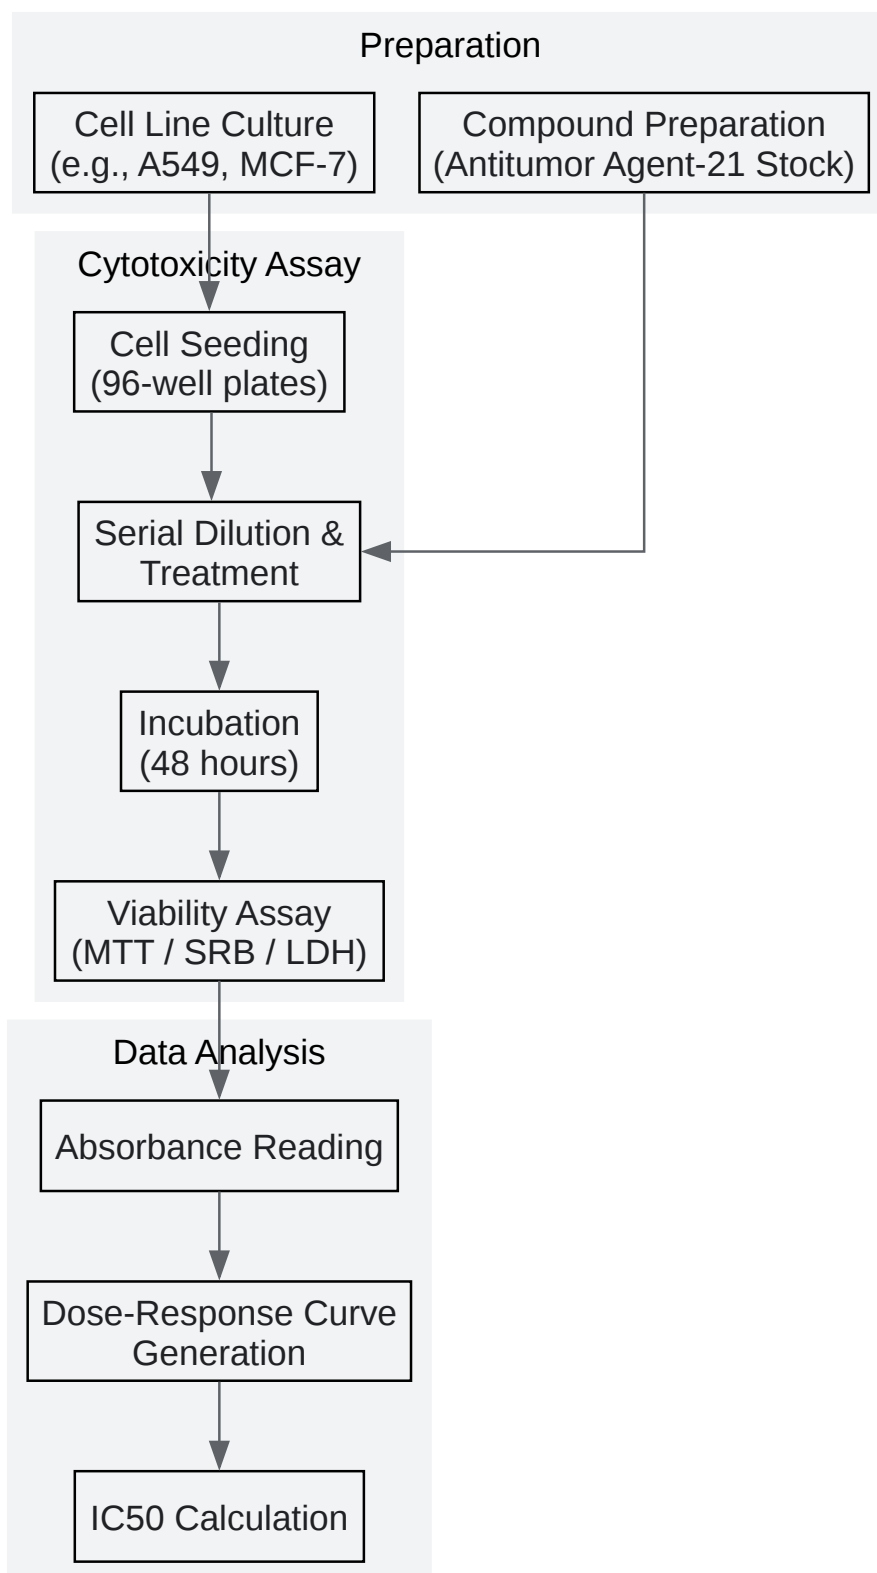 Preparation
Cell Line Culture
(e.g., A549, MCF-7)
Compound Preparation
(Antitumor Agent-21 Stock)
Cytotoxicity Assay
Cell Seeding
(96-well plates)
Serial Dilution &
Treatment
Incubation
(48 hours)
Viability Assay
(MTT / SRB / LDH)
Data Analysis
Absorbance Reading
Dose-Response Curve
Generation
IC50 Calculation